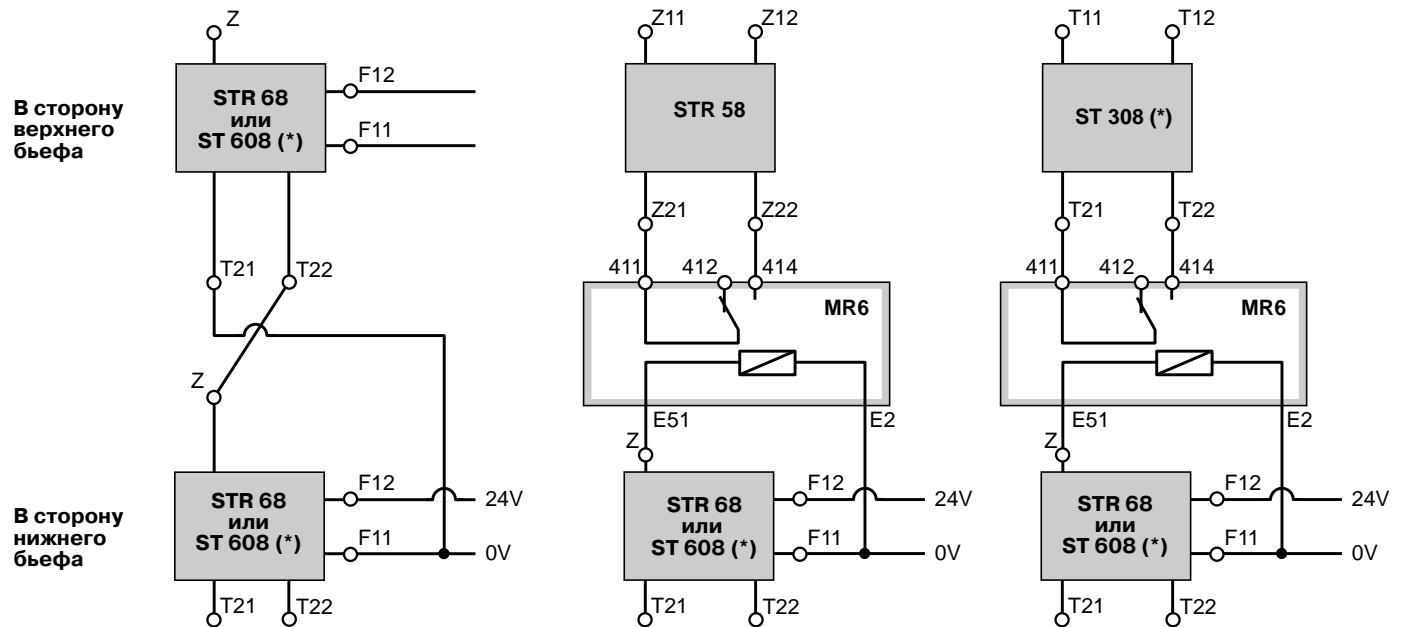 Z
Z11
Z12
T11
T12
В сторону
верхнего
бьефа
STR 68
или
ST 608 (*)
F12
F11
STR 58
ST 308 (*)
T21
T22
Z21
Z22
T21
T22
411
412
414
MR6
411
412
414
MR6
Z
E51
E2
Z
E51
E2
Z
В сторону
нижнего
бьефа
STR 68
или
ST 608 (*)
F12
24V
F11
0V
STR 68
или
ST 608 (*)
F12
24V
F11
0V
STR 68
или
ST 608 (*)
F12
24V
F11
0V
T21
T22
T21
T22
T21
T22